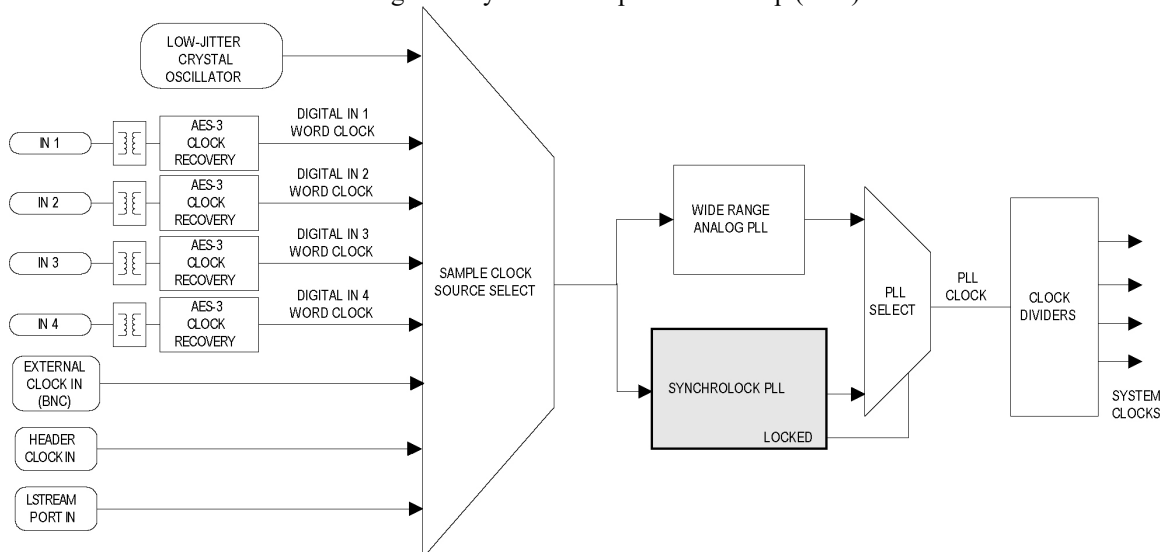 LOW-JITTER
CRYSTAL
OSCILLATOR
IN 1
AES-3
CLOCK
RECOVERY
DIGITAL IN 1
WORD CLOCK
IN 2
AES-3
CLOCK
RECOVERY
DIGITAL IN 2
WORD CLOCK
IN 3
AES-3
CLOCK
RECOVERY
DIGITAL IN 3
WORD CLOCK
IN 4
AES-3
CLOCK
RECOVERY
DIGITAL IN 4
WORD CLOCK
EXTERNAL
CLOCK IN
(BNC)
HEADER
CLOCK IN
LSTREAM
PORT IN
SAMPLE CLOCK
SOURCE SELECT
WIDE RANGE
ANALOG PLL
SYNCHROLOCK PLL
LOCKED
PLL
SELECT
PLL
CLOCK
CLOCK
DIVIDERS
SYSTEM
CLOCKS